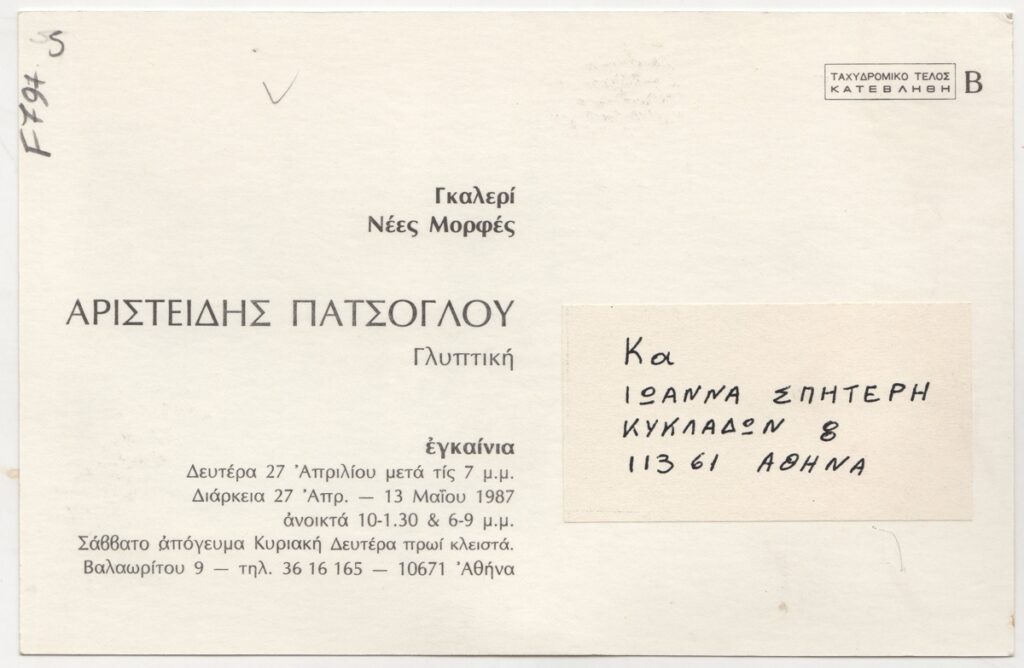 F797 S
ΤΑΧΥΔΡΟΜΙΚΟ ΤΕΛΟΣ
ΚΑΤΕΒΛΗΘΗ
Β
Γκαλερί
Νέες Μορφές
ΑΡΙΣΤΕΙΔΗΣ ΠΑΤΣΟΓΛΟΥ
Γλυπτική
ἐγκαίνια
Δευτέρα 27 Ἀπριλίου μετά τίς 7 μ.μ.
Διάρκεια 27 Ἀπρ. — 13 Μαΐου 1987
ἀνοικτά 10-1.30 & 6-9 μ.μ.
Σάββατο ἀπόγευμα Κυριακή Δευτέρα πρωί κλειστά.
Βαλαωρίτου 9 — τηλ. 36 16 165 — 10671 Ἀθήνα
Κα
ΙΩΑΝΝΑ ΣΠΗΤΕΡΗ
ΚΥΚΛΑΔΩΝ 8
113 61 ΑΘΗΝΑ